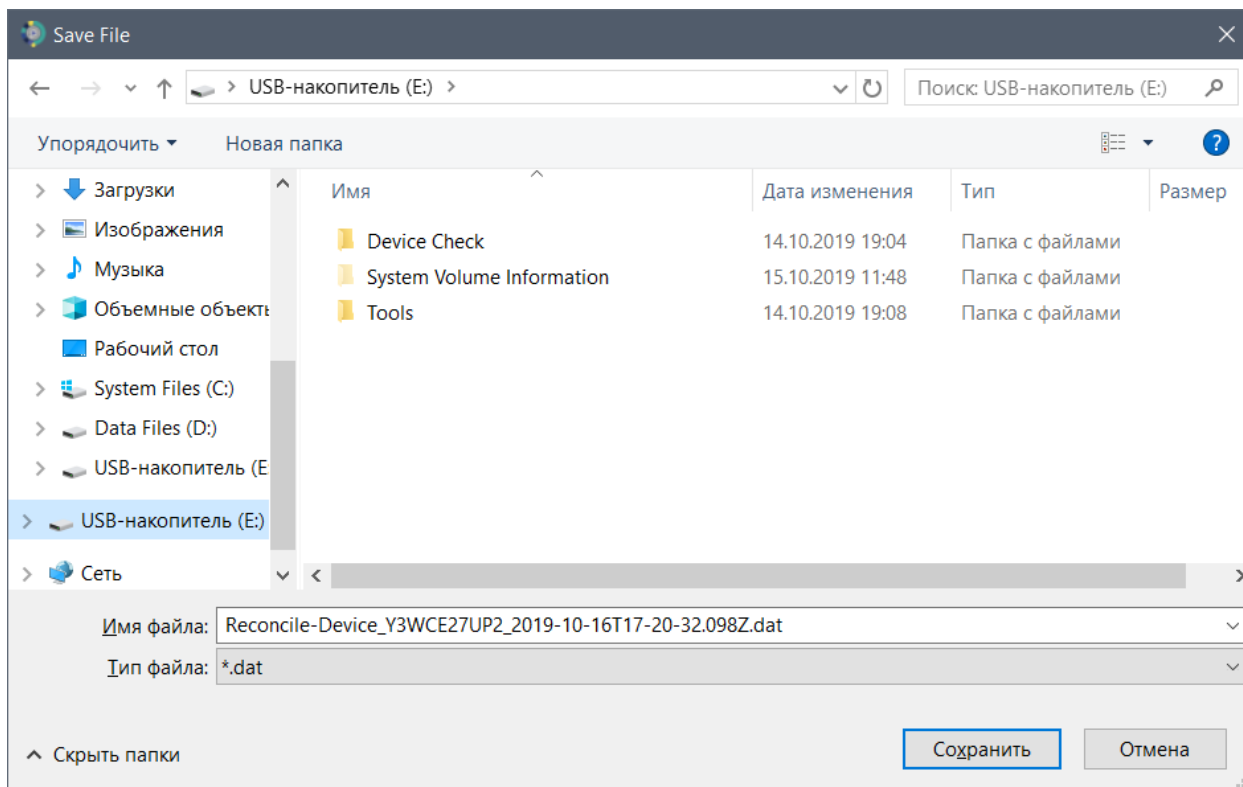 Save File
USB-накопитель (E:)
Поиск: USB-накопитель (E:)
Упорядочить Новая папка
Имя Дата изменения Тип Размер
Загрузки
Изображения
Музыка
Объемные объекты
Рабочий стол
System Files (C:)
Data Files (D:)
USB-накопитель (E:
USB-накопитель (E:)
Сеть
Device Check 14.10.2019 19:04 Папка с файлами
System Volume Information 15.10.2019 11:48 Папка с файлами
Tools 14.10.2019 19:08 Папка с файлами
Имя файла: Reconcile-Device_Y3WCE27UP2_2019-10-16T17-20-32.098Z.dat
Тип файла: *.dat
Скрыть папки
Сохранить Отмена